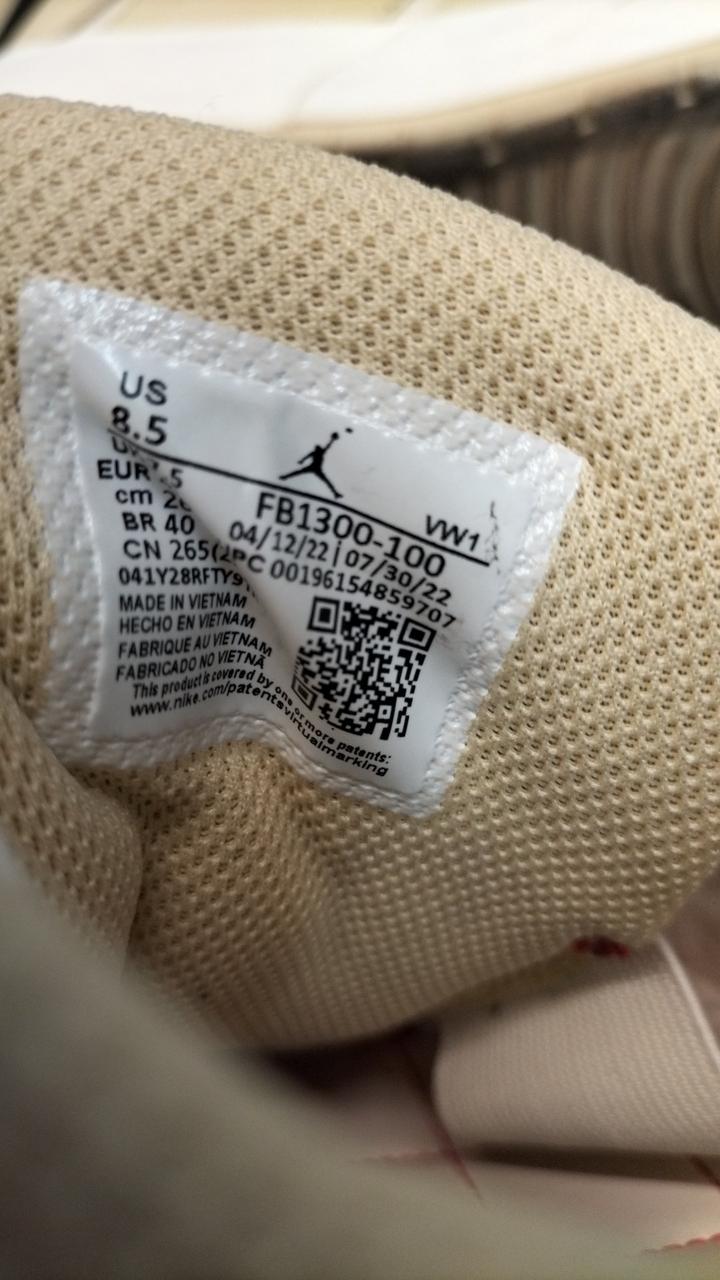 US
8.5
EUR
cm
BR 40
CN 265
041Y28RFTY9
VW1
FB1300-100
04/12/22 | 07/30/22
00196154859707
MADE IN VIETNAM
HECHO EN VIETNAM
FABRIQUE AU VIETNAM
FABRICADO NO VIETNÃ
This product is covered by one or more patents:
www.nike.com/patentsvirtualmarking